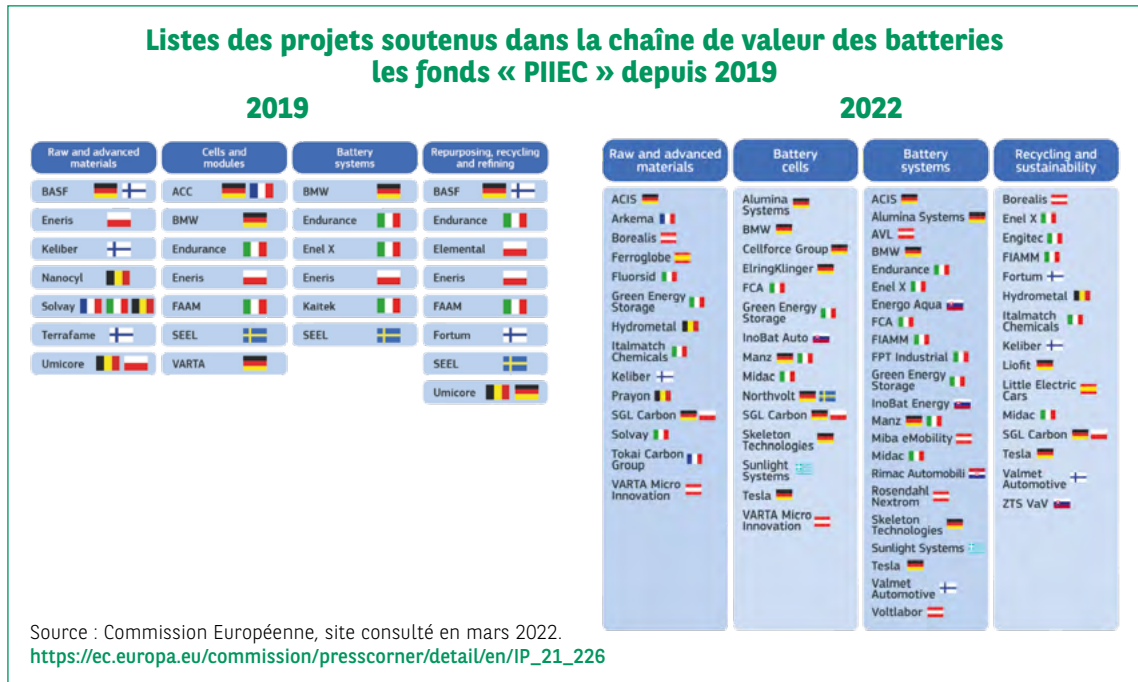 Listes des projets soutenus dans la chaîne de valeur des batteries
les fonds « PIIEC » depuis 2019
2019
Raw and advanced
materials
BASF
Eneris
Keliber
Nanocyl
Solvay
Terrafame
Umicore
Cells and
modules
ACC
BMW
Endurance
Eneris
FAAM
SEEL
VARTA
Battery
systems
BMW
Endurance
Enel X
Eneris
Kaitek
SEEL
Repurposing, recycling
and refining
BASF
Endurance
Elemental
Eneris
FAAM
Fortum
SEEL
Umicore
2022
Raw and advanced
materials
ACIS
Arkema
Borealis
Ferroglobe
Fluorsid
Green Energy
Storage
Hydrometal
Italmatch
Chemicals
Keliber
Prayon
SGL Carbon
Solvay
Tokai Carbon
Group
VARTA Micro
Innovation
Battery
cells
Alumina
Systems
BMW
Cellforce Group
ElringKlinger
FCA
Green Energy
Storage
InoBat Auto
Manz
Midac
Northvolt
SGL Carbon
Skeleton
Technologies
Sunlight
Systems
Tesla
VARTA Micro
Innovation
Battery
systems
ACIS
Alumina Systems
AVL
BMW
Endurance
Enel X
Energo Aqua
FCA
FIAMM
FPT Industrial
Green Energy
Storage
InoBat Energy
Manz
Miba eMobility
Midac
Rimac Automobili
Rosendahl
Nextrom
Skeleton
Technologies
Sunlight Systems
Tesla
Valmet
Automotive
Voltlabor
Recycling and
sustainability
Borealis
Enel X
Engitec
FIAMM
Fortum
Hydrometal
Italmatch
Chemicals
Keliber
Liofit
Little Electric
Cars
Midac
SGL Carbon
Tesla
Valmet
Automotive
ZTS VaV
Source : Commission Européenne, site consulté en mars 2022.
https://ec.europa.eu/commission/presscorner/detail/en/IP_21_226